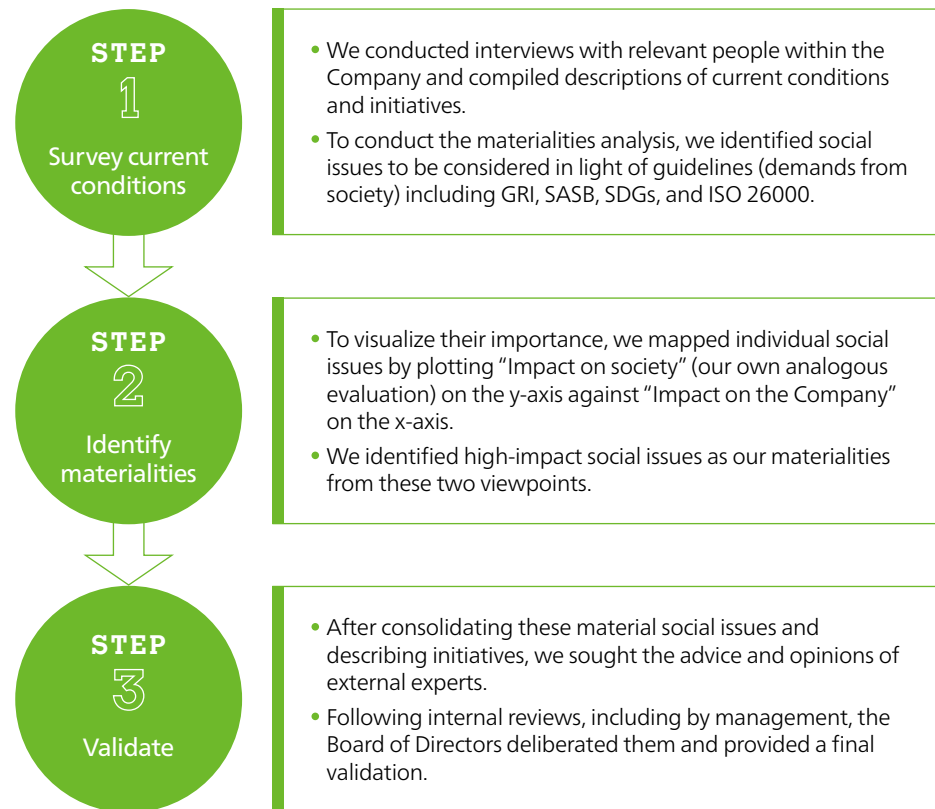 STEP
1
Survey current
conditions
• We conducted interviews with relevant people within the
Company and compiled descriptions of current conditions
and initiatives.
• To conduct the materialities analysis, we identified social
issues to be considered in light of guidelines (demands from
society) including GRI, SASB, SDGs, and ISO 26000.
STEP
2
Identify
materialities
• To visualize their importance, we mapped individual social
issues by plotting “Impact on society” (our own analogous
evaluation) on the y-axis against “Impact on the Company”
on the x-axis.
• We identified high-impact social issues as our materialities
from these two viewpoints.
STEP
3
Validate
• After consolidating these material social issues and
describing initiatives, we sought the advice and opinions of
external experts.
• Following internal reviews, including by management, the
Board of Directors deliberated them and provided a final
validation.